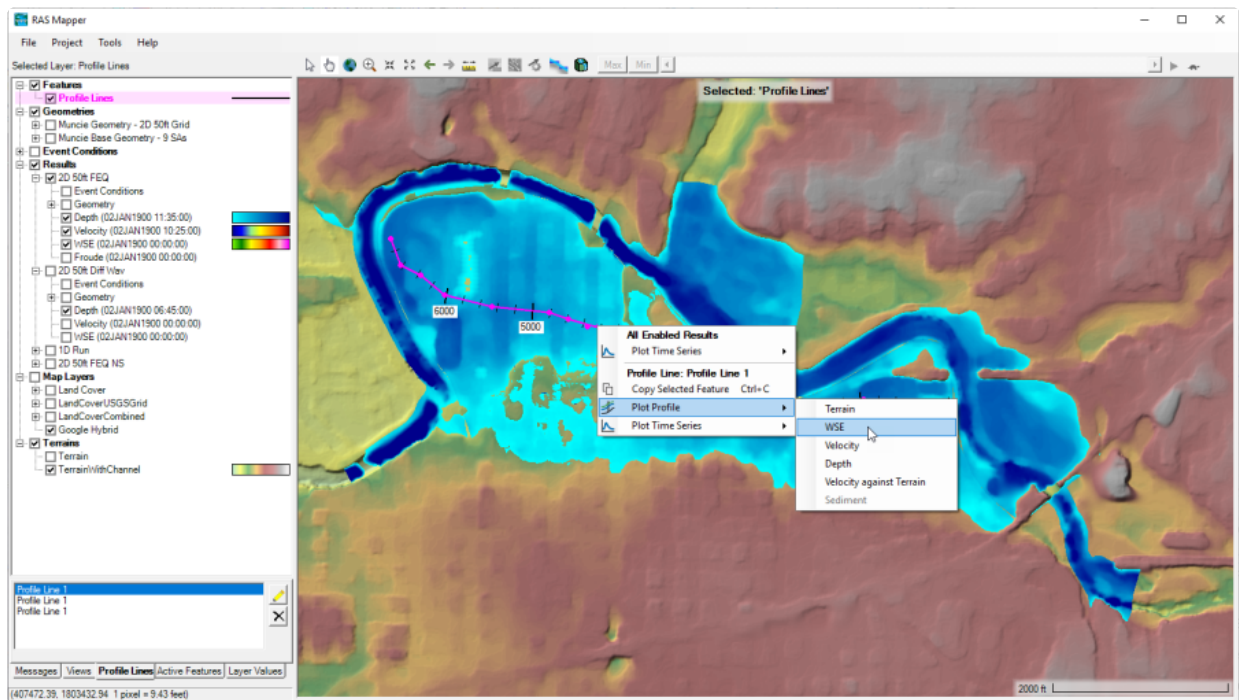 RAS Mapper
File Project Tools Help
Selected Layer: Profile Lines
Max Min
Features
Profile Lines
Geometries
Muncie Geometry - 2D 50ft Grid
Muncie Base Geometry - 9 SAs
Event Conditions
Results
2D 50ft FEQ
Event Conditions
Geometry
Depth (02JAN1900 11:35:00)
Velocity (02JAN1900 10:25:00)
WSE (02JAN1900 00:00:00)
Froude (02JAN1900 00:00:00)
2D 50ft Diff Wav
Event Conditions
Geometry
Depth (02JAN1900 06:45:00)
Velocity (02JAN1900 00:00:00)
WSE (02JAN1900 00:00:00)
1D Run
2D 50ft FEQ NS
Map Layers
Land Cover
LandCoverUSGSGrid
LandCoverCombined
Google Hybrid
Terrains
Terrain
TerrainWithChannel
Profile Line 1
Profile Line 1
Profile Line 1
Messages Views Profile Lines Active Features Layer Values
(407472.39, 1803432.94 1 pixel = 9.43 feet)
Selected: 'Profile Lines'
6000
5000
All Enabled Results
Plot Time Series
Profile Line: Profile Line 1
Copy Selected Feature Ctrl+C
Plot Profile
Plot Time Series
Terrain
WSE
Velocity
Depth
Velocity against Terrain
Sediment
2000 ft